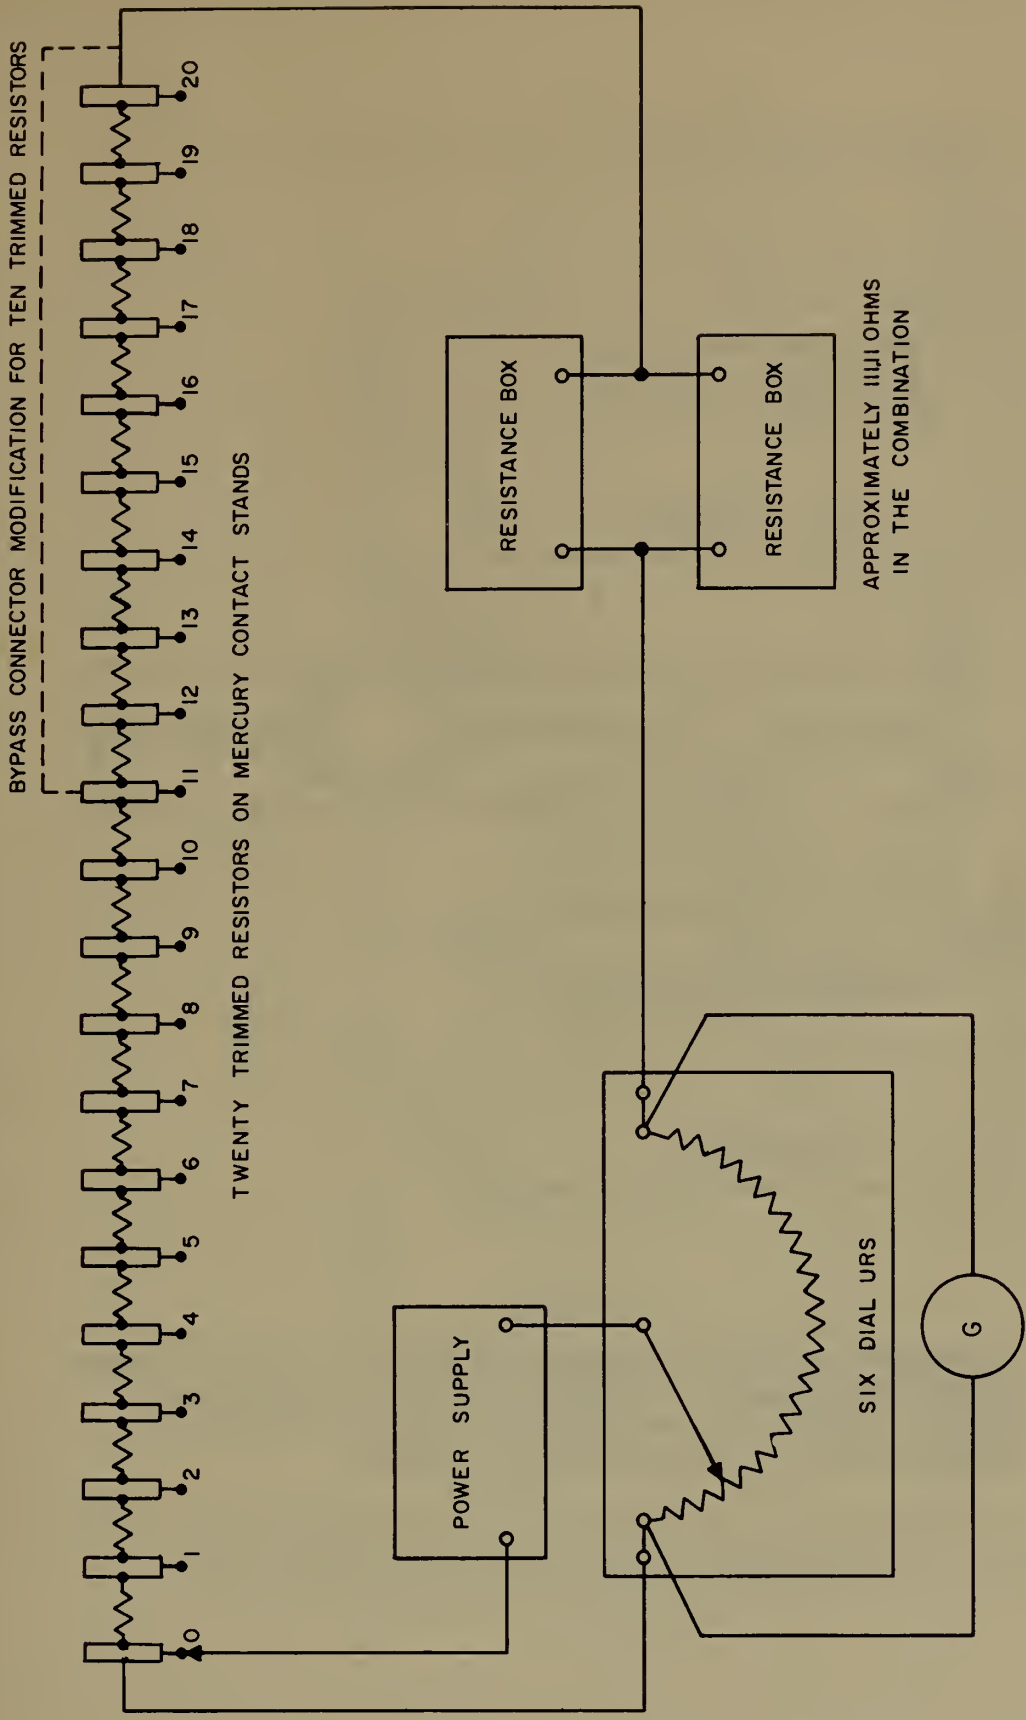 BYPASS CONNECTOR MODIFICATION FOR TEN TRIMMED RESISTORS
0 1 2 3 4 5 6 7 8 9 10 11 12 13 14 15 16 17 18 19 20
TWENTY TRIMMED RESISTORS ON MERCURY CONTACT STANDS
POWER SUPPLY
RESISTANCE BOX
RESISTANCE BOX
APPROXIMATELY OHMS
IN THE COMBINATION
SIX DIAL URS
G